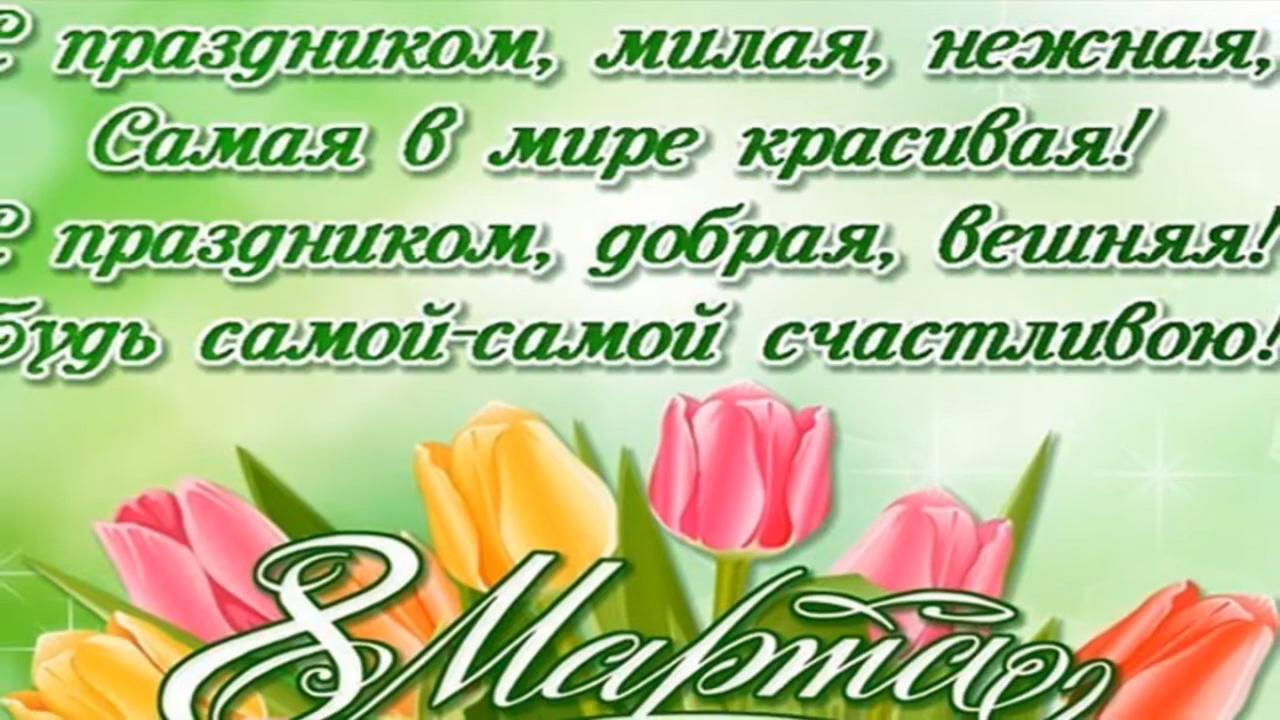 С праздником, милая, нежная,
Самая в мире красивая!
С праздником, добрая, вешняя!
Будь самой-самой счастливою!
8 Марта